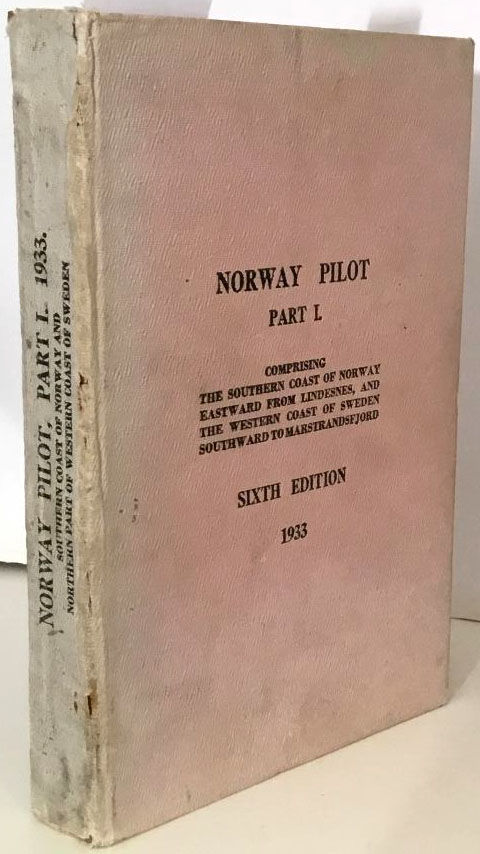 NORWAY PILOT, PART I. 1933.
SOUTHERN COAST OF NORWAY AND
NORTHERN PART OF WESTERN COAST OF SWEDEN
NORWAY PILOT
PART I.
COMPRISING
THE SOUTHERN COAST OF NORWAY
EASTWARD FROM LINDESNES, AND
THE WESTERN COAST OF SWEDEN
SOUTHWARD TO MARSTRANDSFJORD
SIXTH EDITION
1933